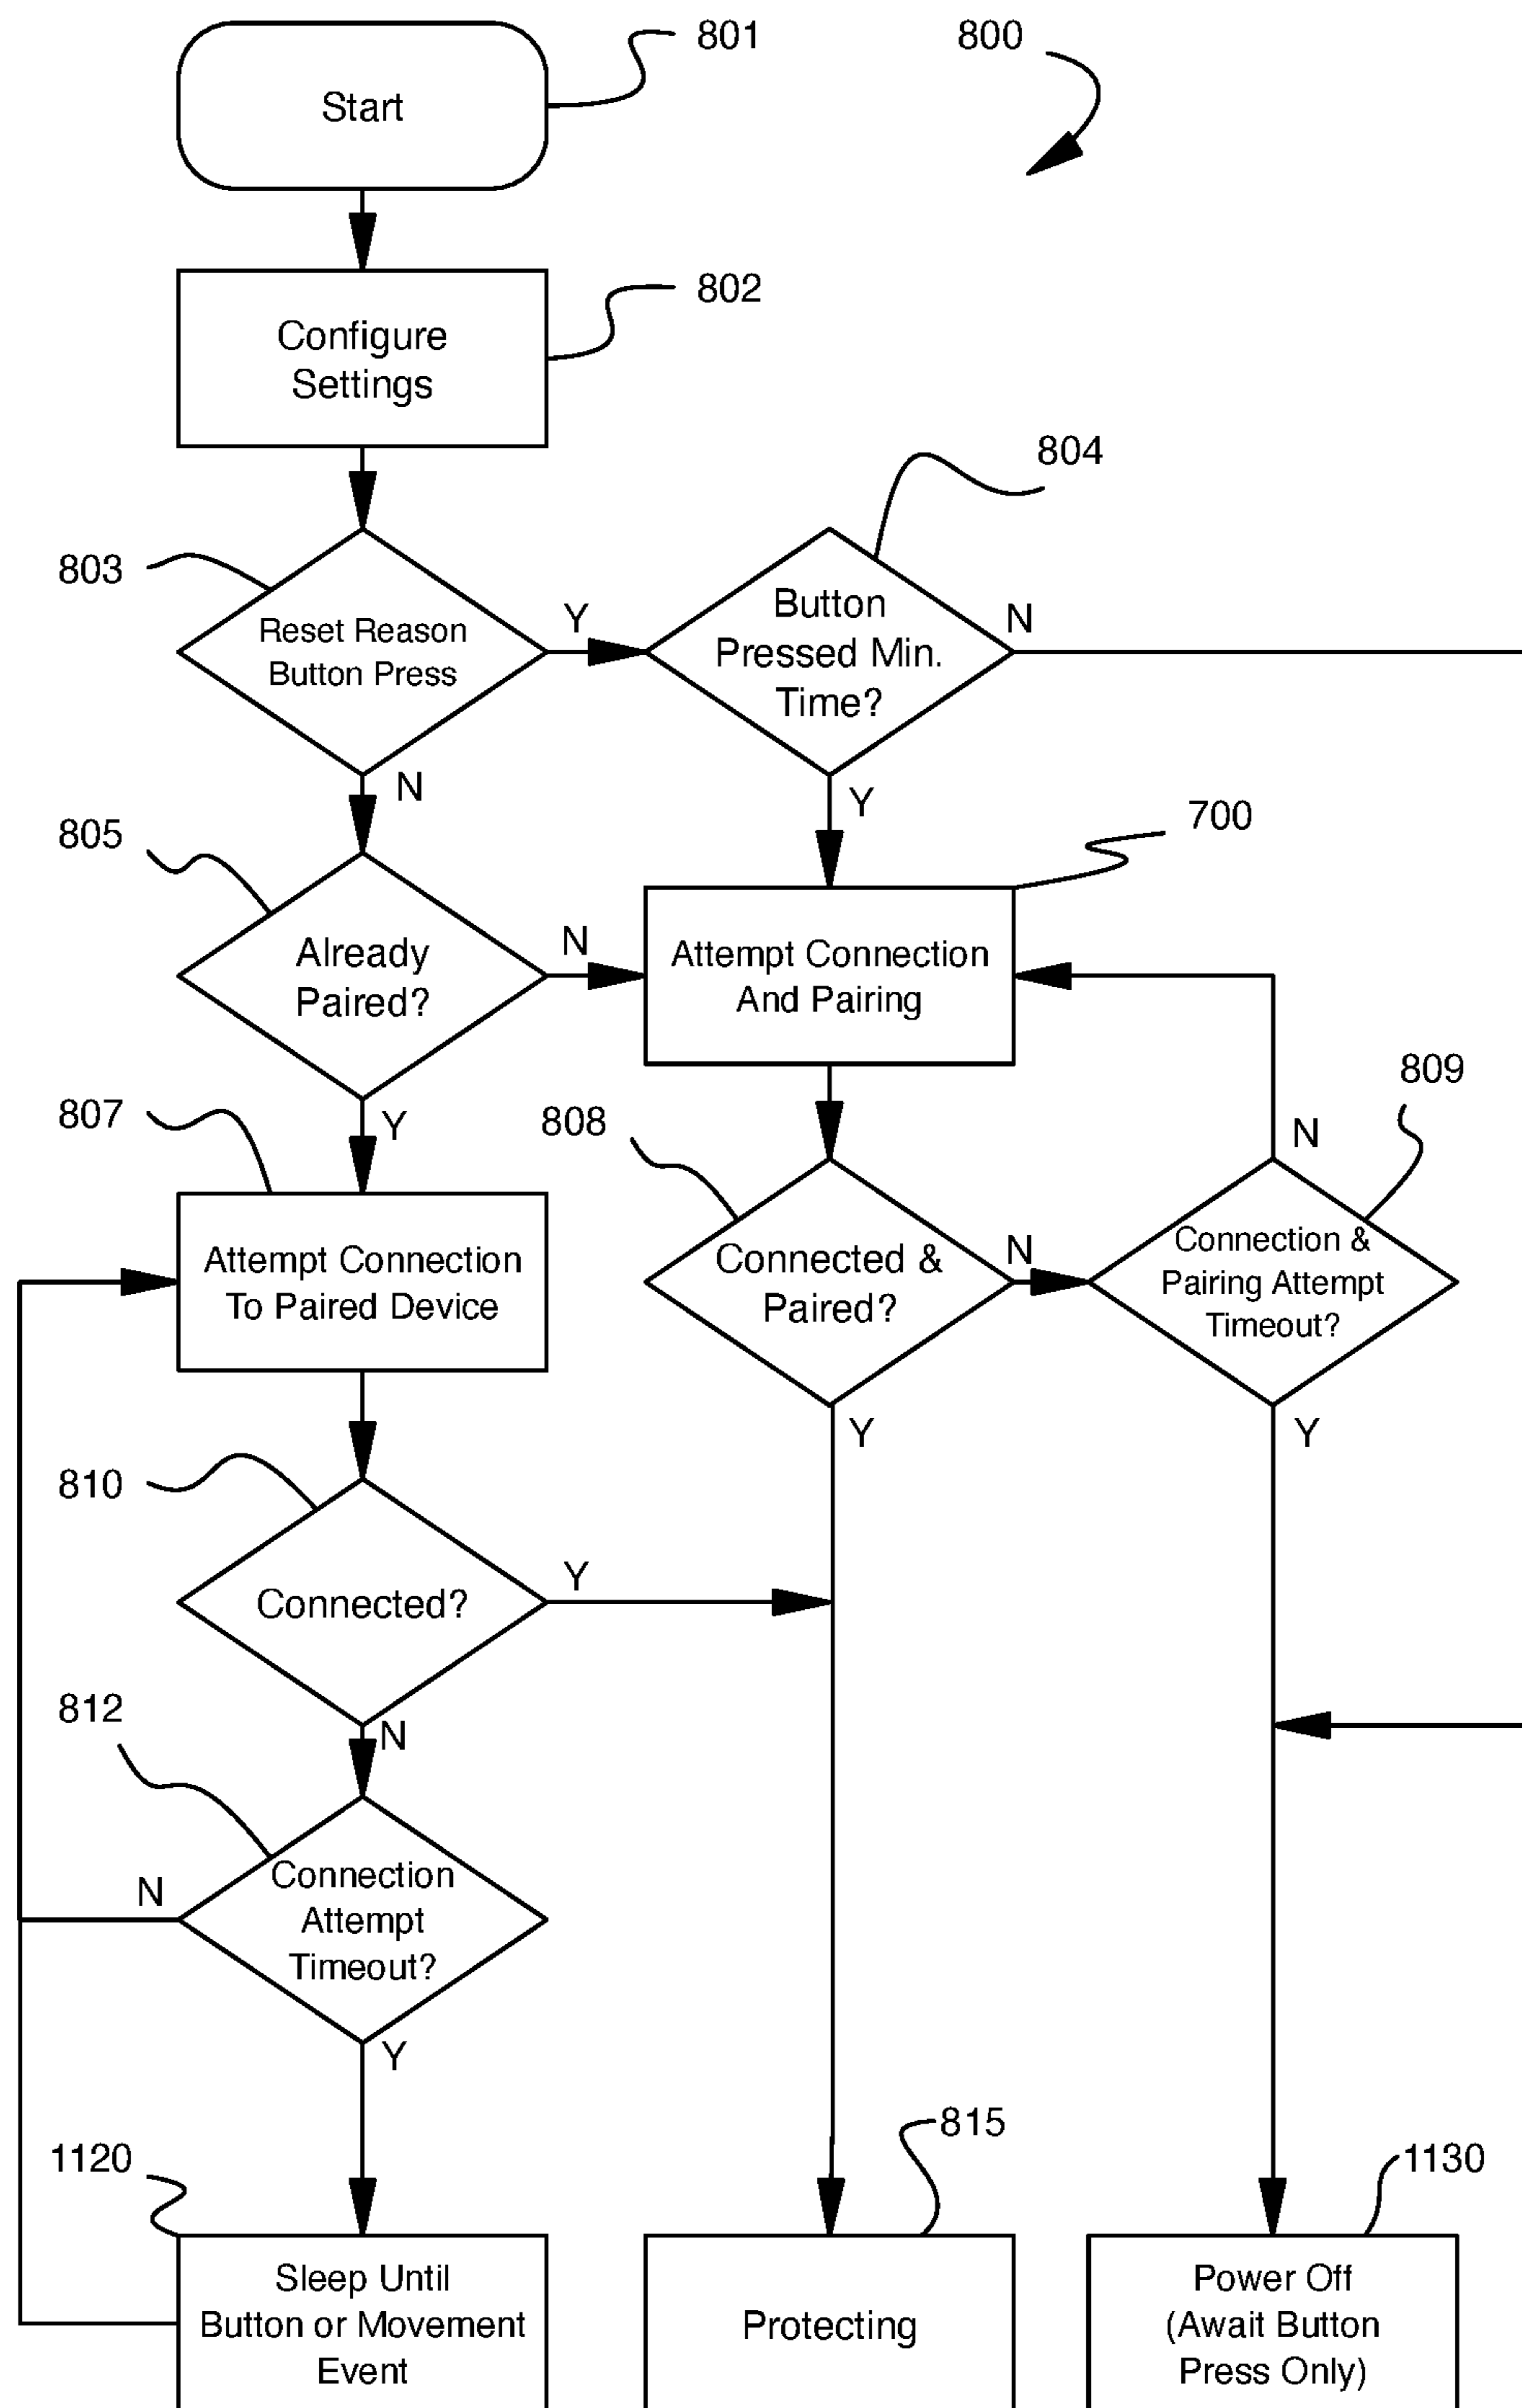 801
800
Start
802
Configure
Settings
804
803
Reset Reason
Button Press
Y
Button
Pressed Min.
Time?
N
N
Y
805
700
Already
Paired?
N
Attempt Connection
And Pairing
809
807
Y
808
N
Attempt Connection
To Paired Device
Connected &
Paired?
N
Connection &
Pairing Attempt
Timeout?
Y
Y
810
Connected?
Y
812
N
Connection
Attempt
Timeout?
N
Y
815
1120
1130
Sleep Until
Button or Movement
Event
Protecting
Power Off
(Await Button
Press Only)